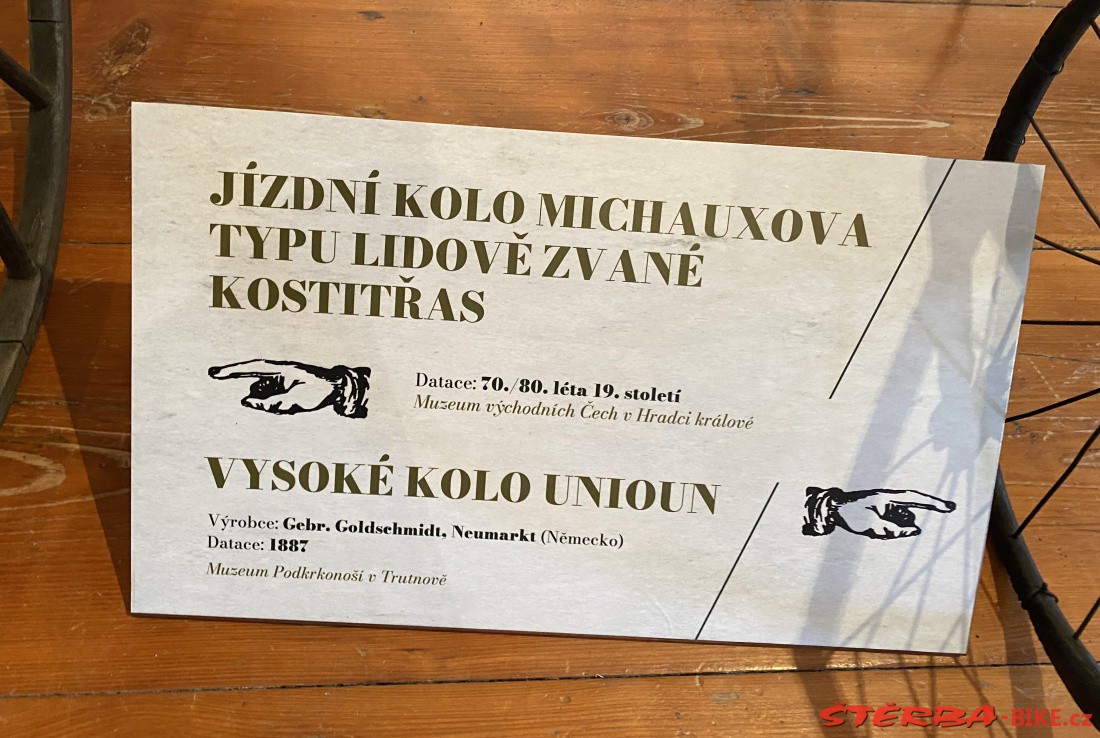 JÍZDNÍ KOLO MICHAUXOVA
TYPU LIDOVĚ ZVANÉ
KOSTITŘAS
Datace: 70./80. léta 19. století
Muzeum východních Čech v Hradci králové
VYSOKÉ KOLO UNIOUN
Výrobce: Gebr. Goldschmidt, Neumarkt (Německo)
Datace: 1887
Muzeum Podkrkonoší v Trutnově
ŠTĚRBA-BIKE.cz